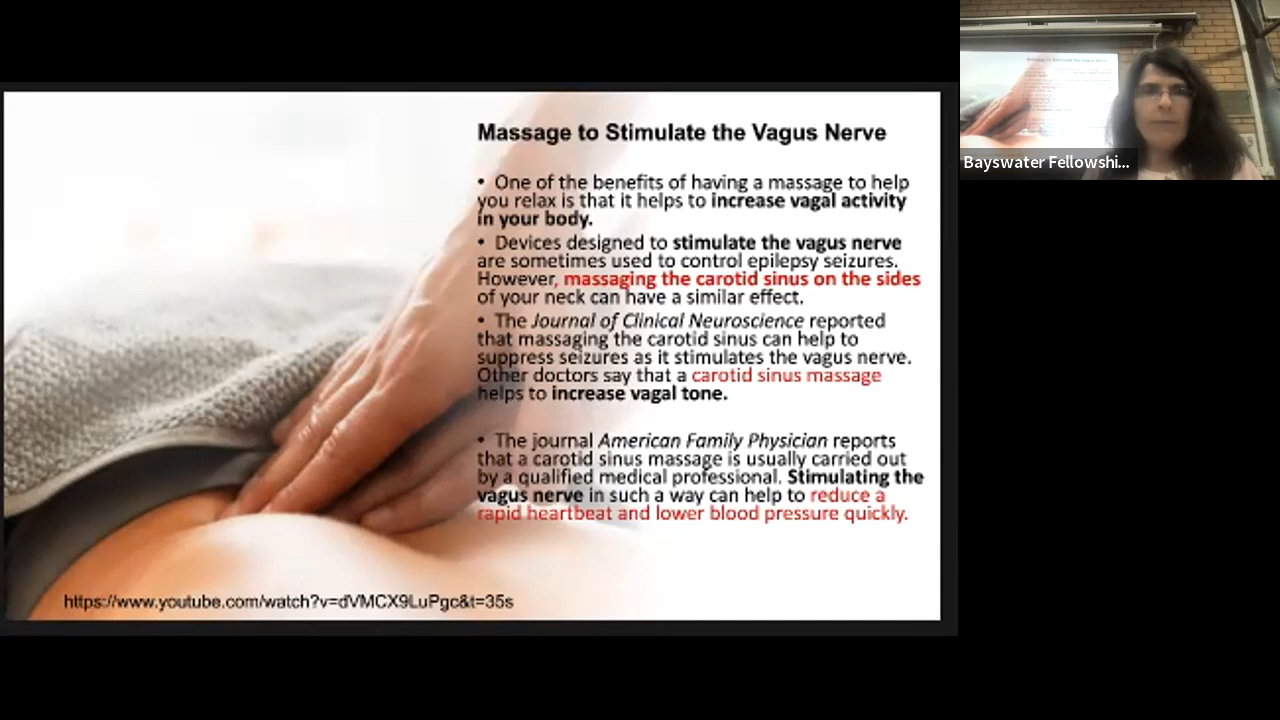 Massage to Stimulate the Vagus Nerve
• One of the benefits of having a massage to help
you relax is that it helps to increase vagal activity
in your body.
• Devices designed to stimulate the vagus nerve
are sometimes used to control epilepsy seizures.
However, massaging the carotid sinus on the sides
of your neck can have a similar effect.
• The Journal of Clinical Neuroscience reported
that massaging the carotid sinus can help to
suppress seizures as it stimulates the vagus nerve.
Other doctors say that a carotid sinus massage
helps to increase vagal tone.
• The journal American Family Physician reports
that a carotid sinus massage is usually carried out
by a qualified medical professional. Stimulating the
vagus nerve in such a way can help to reduce a
rapid heartbeat and lower blood pressure quickly.
https://www.youtube.com/watch?v=dVMCX9LuPgc&t=35s
Bayswater Fellowshi...